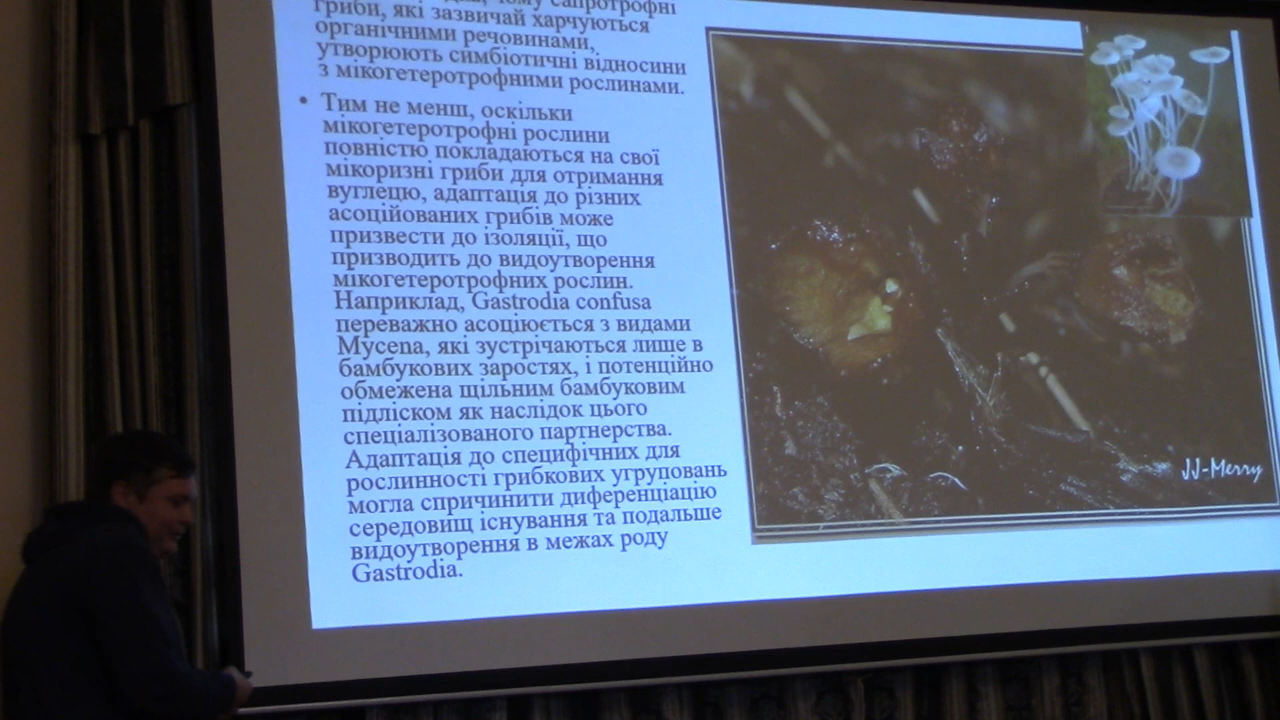 чому сапротрофні
гриби, які зазвичай харчуються
органічними речовинами,
утворюють симбіотичні відносини
з мікогетеротрофними рослинами.
• Тим не менш, оскільки
мікогетеротрофні рослини
повністю покладаються на свої
мікоризні гриби для отримання
вуглецю, адаптація до різних
асоційованих грибів може
призвести до ізоляції, що
призводить до видоутворення
мікогетеротрофних рослин.
Наприклад, Gastrodia confusa
переважно асоціюється з видами
Mycena, які зустрічаються лише в
бамбукових заростях, і потенційно
обмежена щільним бамбуковим
підліском як наслідок цього
спеціалізованого партнерства.
Адаптація до специфічних для
рослинності грибкових угруповань
могла спричинити диференціацію
середовищ існування та подальше
видоутворення в межах роду
Gastrodia.
JJ-Merry